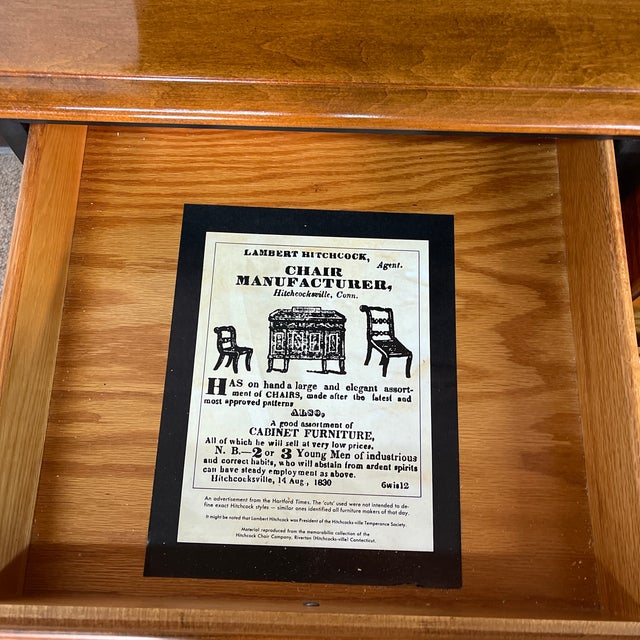 LAMBERT HITCHCOCK,
Agent.
CHAIR
MANUFACTURER,
Hitchcocksville, Conn.
HAS on hand a large and elegant assort-
ment of CHAIRS, made after the latest and
most approved patterns
ALSO,
A good assortment of
CABINET FURNITURE,
All of which he will sell at very low prices.
N. B.—2 or 3 Young Men of industrious
and correct habits, who will abstain from ardent spirits
can have steady employment as above.
Hitchcocksville, 14 Aug., 1830 6wis12
An advertisement from the Hartford Times. The 'cuts' used were not intended to de-
fine exact Hitchcock styles — similar ones identified all furniture makers of that day.
It might be noted that Lambert Hitchcock was President of the Hitchcocks-ville Temperance Society.
Material reproduced from the memorabilia collection of the
Hitchcock Chair Company, Riverton (Hitchcocks-ville) Connecticut.